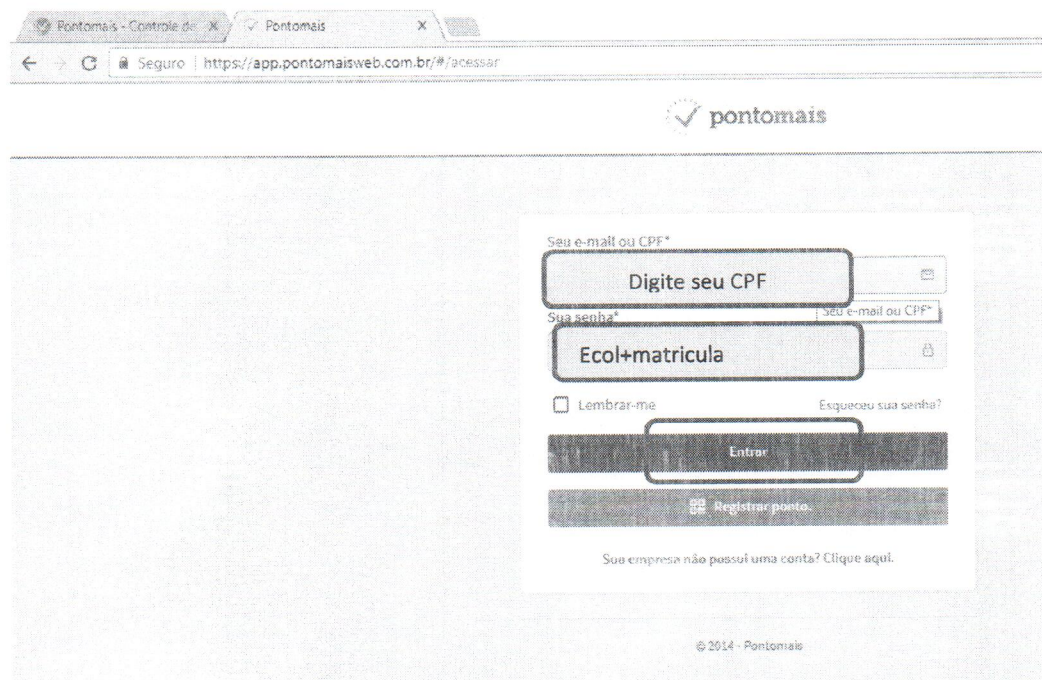 Pontomais - Controle de X Pontomais X
Seguro https://app.pontomaisweb.com.br/#/acessar
pontomais
Seu e-mail ou CPF*
Digite seu CPF
Seu e-mail ou CPF*
Sua senha*
Ecol+matricula
Lembrar-me Esqueceu sua senha?
Entrar
Registrar ponto.
Sua empresa não possui uma conta? Clique aqui.
© 2014 - Pontomais